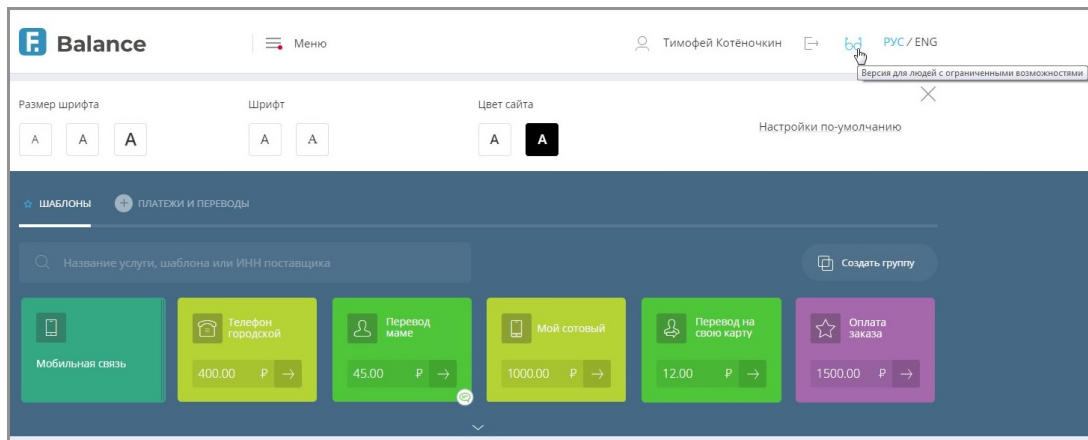 F. Balance
Меню
Тимофей Котёночкин
РУС / ENG
Версия для людей с ограниченными возможностями
Размер шрифта
Шрифт
Цвет сайта
A A A
A A
A A
Настройки по-умолчанию
ШАБЛОНЫ
ПЛАТЕЖИ И ПЕРЕВОДЫ
Название услуги, шаблона или ИНН поставщика
Создать группу
Мобильная связь
Телефон
городской
400.00 ₽
Перевод
маме
45.00 ₽
Мой сотовый
1000.00 ₽
Перевод на
свою карту
12.00 ₽
Оплата
заказа
1500.00 ₽